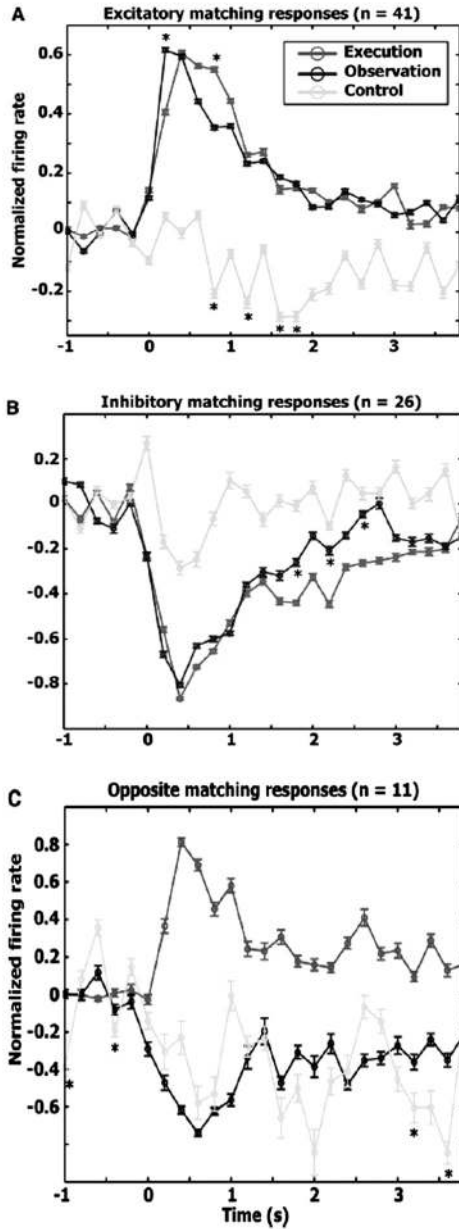 A
Excitatory matching responses (n = 41)
Normalized firing rate
0.6
0.4
0.2
0
-0.2
Execution
Observation
Control
* *
* * * *
-1 0 1 2 3
B
Inhibitory matching responses (n = 26)
0.2
0
-0.2
-0.4
-0.6
-0.8
* * *
-1 0 1 2 3
C
Opposite matching responses (n = 11)
Normalized firing rate
0.8
0.6
0.4
0.2
0
-0.2
-0.4
-0.6
* * * *
-1 0 1 2 3
Time (s)